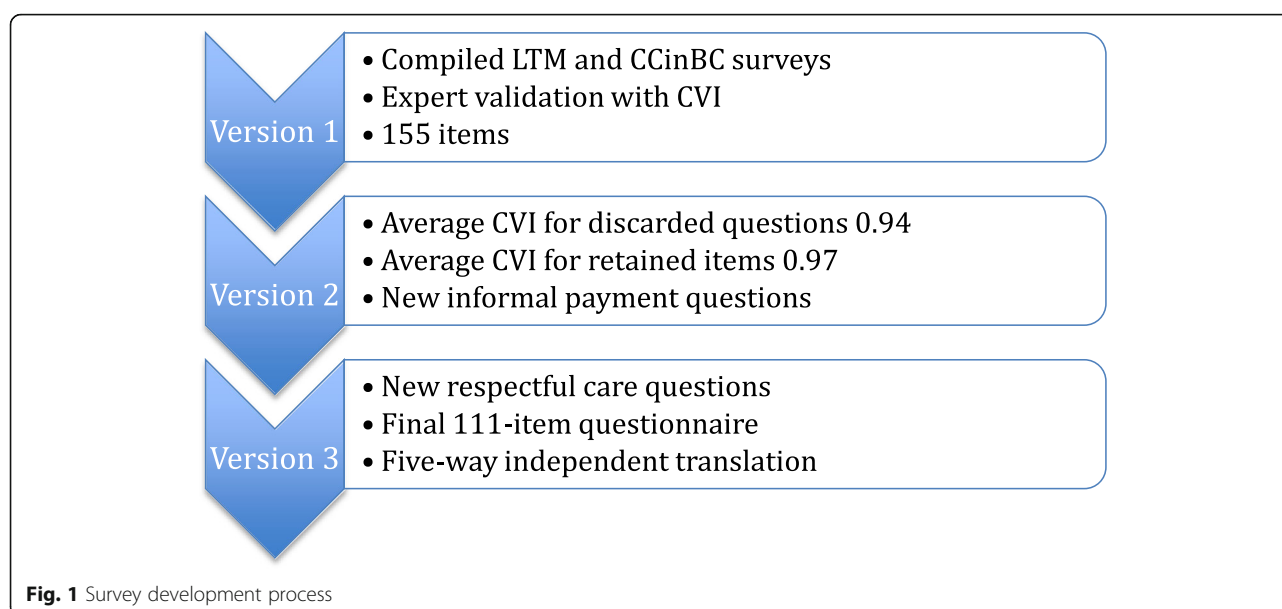 • Compiled LTM and CCinBC surveys
• Expert validation with CVI
• 155 items
Version 1
• Average CVI for discarded questions 0.94
• Average CVI for retained items 0.97
• New informal payment questions
Version 2
• New respectful care questions
• Final 111-item questionnaire
• Five-way independent translation
Version 3
Fig. 1 Survey development process